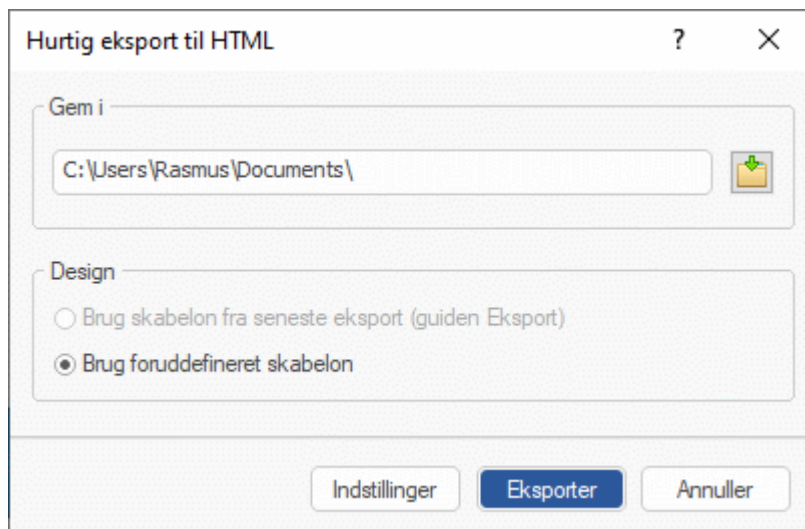 Hurtig eksport til HTML
?
Gem i
C:\Users\Rasmus\Documents\
Design
Brug skabelon fra seneste eksport (guiden Eksport)
Brug foruddefineret skabelon
Indstillinger Eksporter Annuller